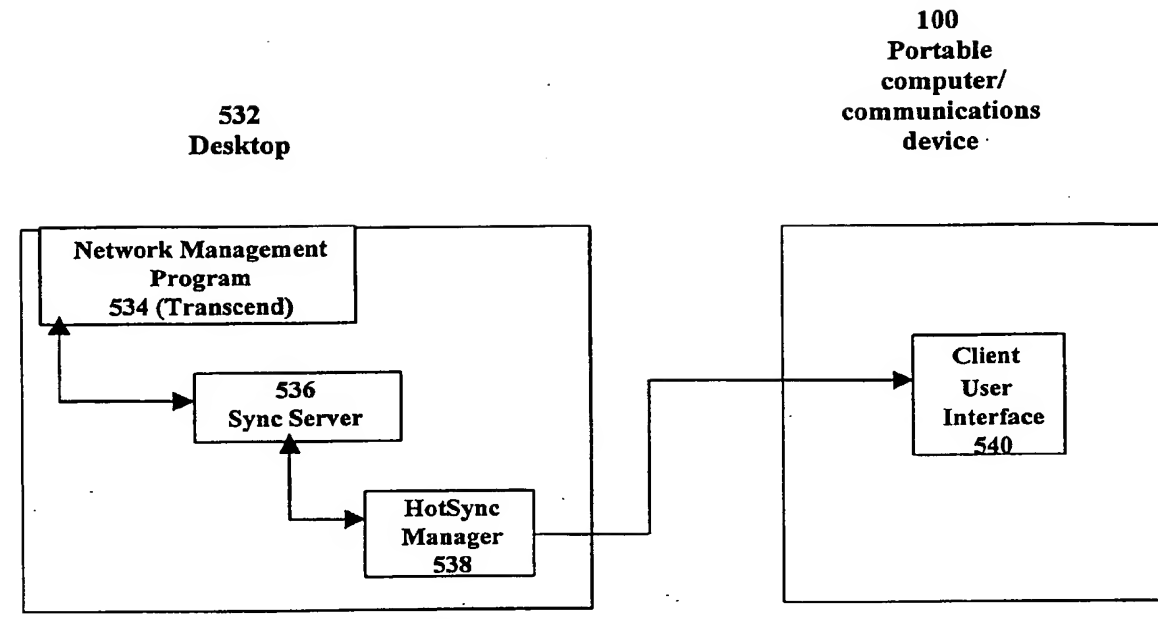 100
Portable
computer/
communications
device
532
Desktop
Network Management
Program
534 (Transcend)
536
Sync Server
HotSync
Manager
538
Client
User
Interface
540